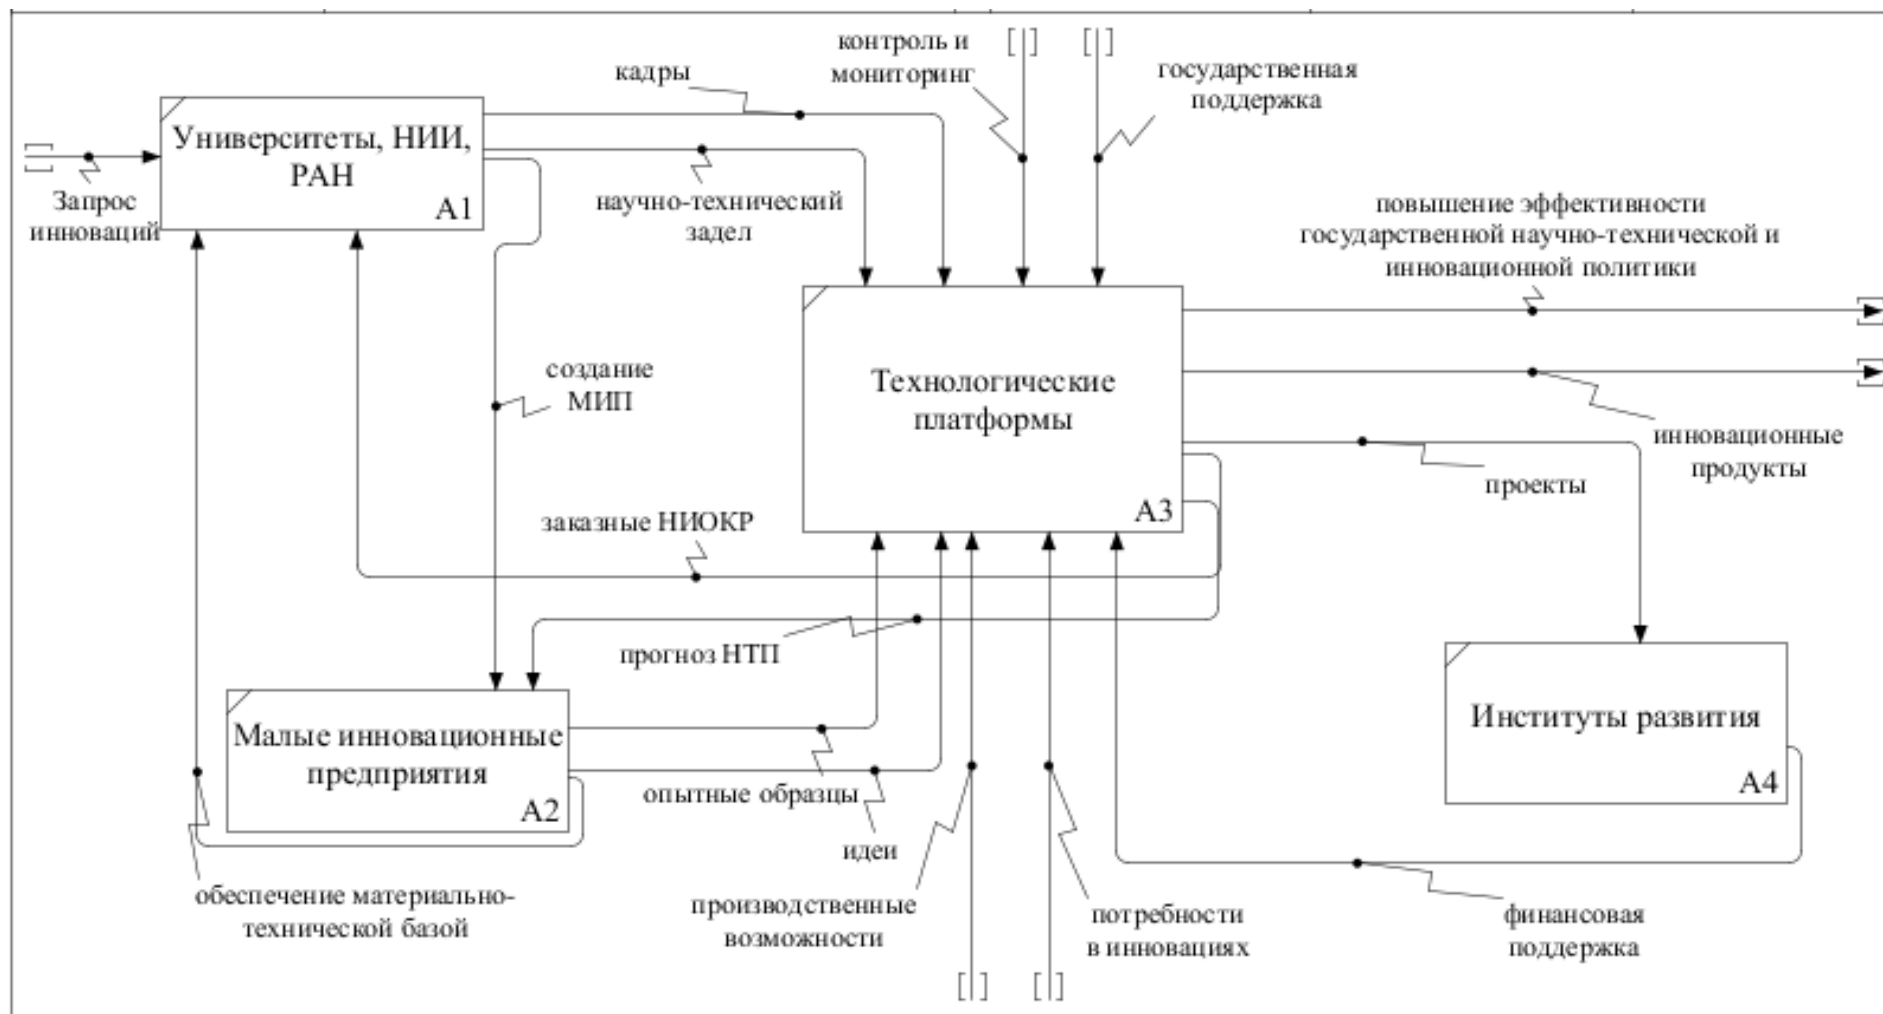 контроль и
мониторинг
государственная
поддержка
кадры
Университеты, НИИ,
РАН
A1
Запрос
инноваций
научно-технический
задел
повышение эффективности
государственной научно-технической и
инновационной политики
создание
МИП
Технологические
платформы
A3
инновационные
продукты
проекты
заказные НИОКР
прогноз НТП
Малые инновационные
предприятия
A2
Институты развития
A4
опытные образцы
идеи
обеспечение материально-
технической базой
производственные
возможности
потребности
в инновациях
финансовая
поддержка